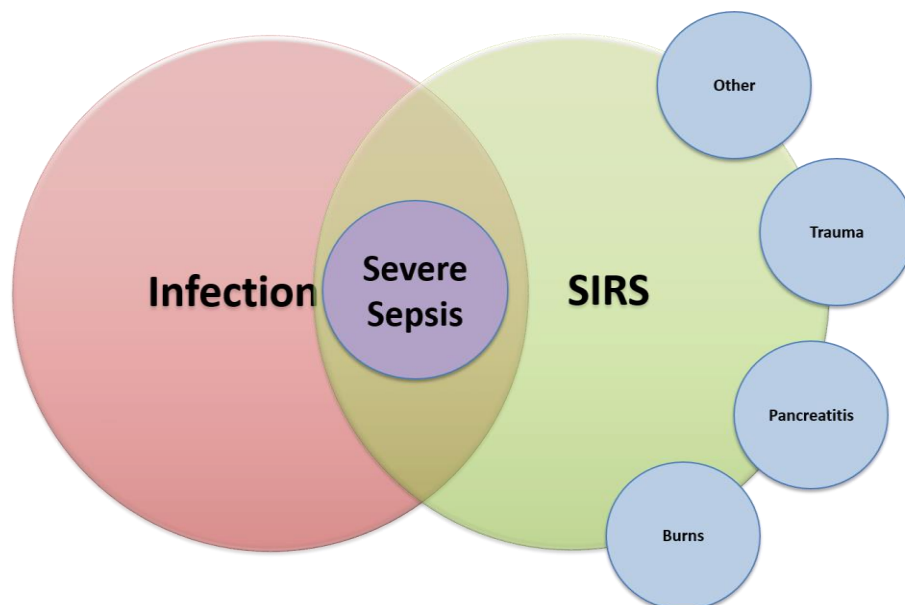 Infection
Severe
Sepsis
SIRS
Other
Trauma
Pancreatitis
Burns